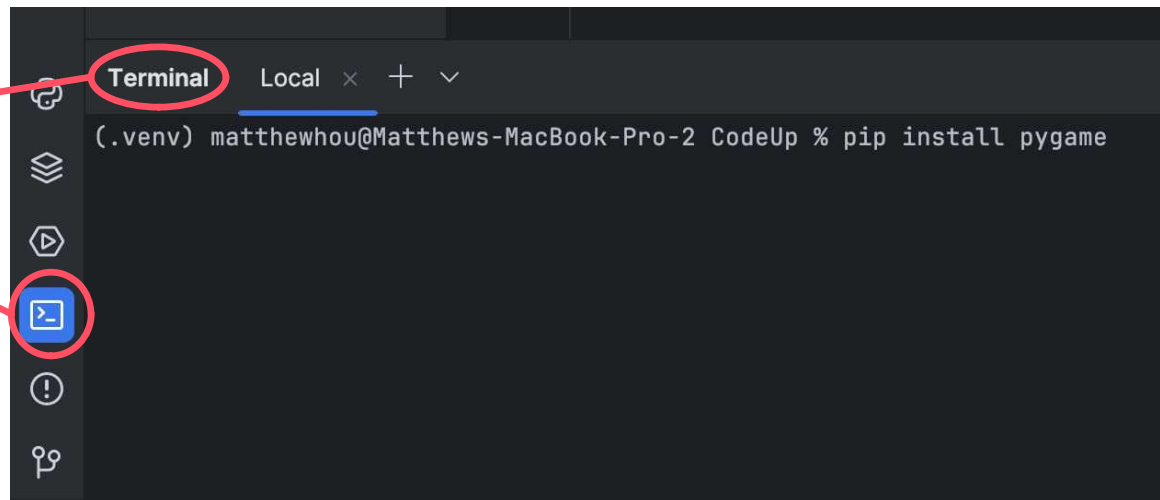 Terminal Local
(.venv) matthewhou@Matthews-MacBook-Pro-2 CodeUp % pip install pygame